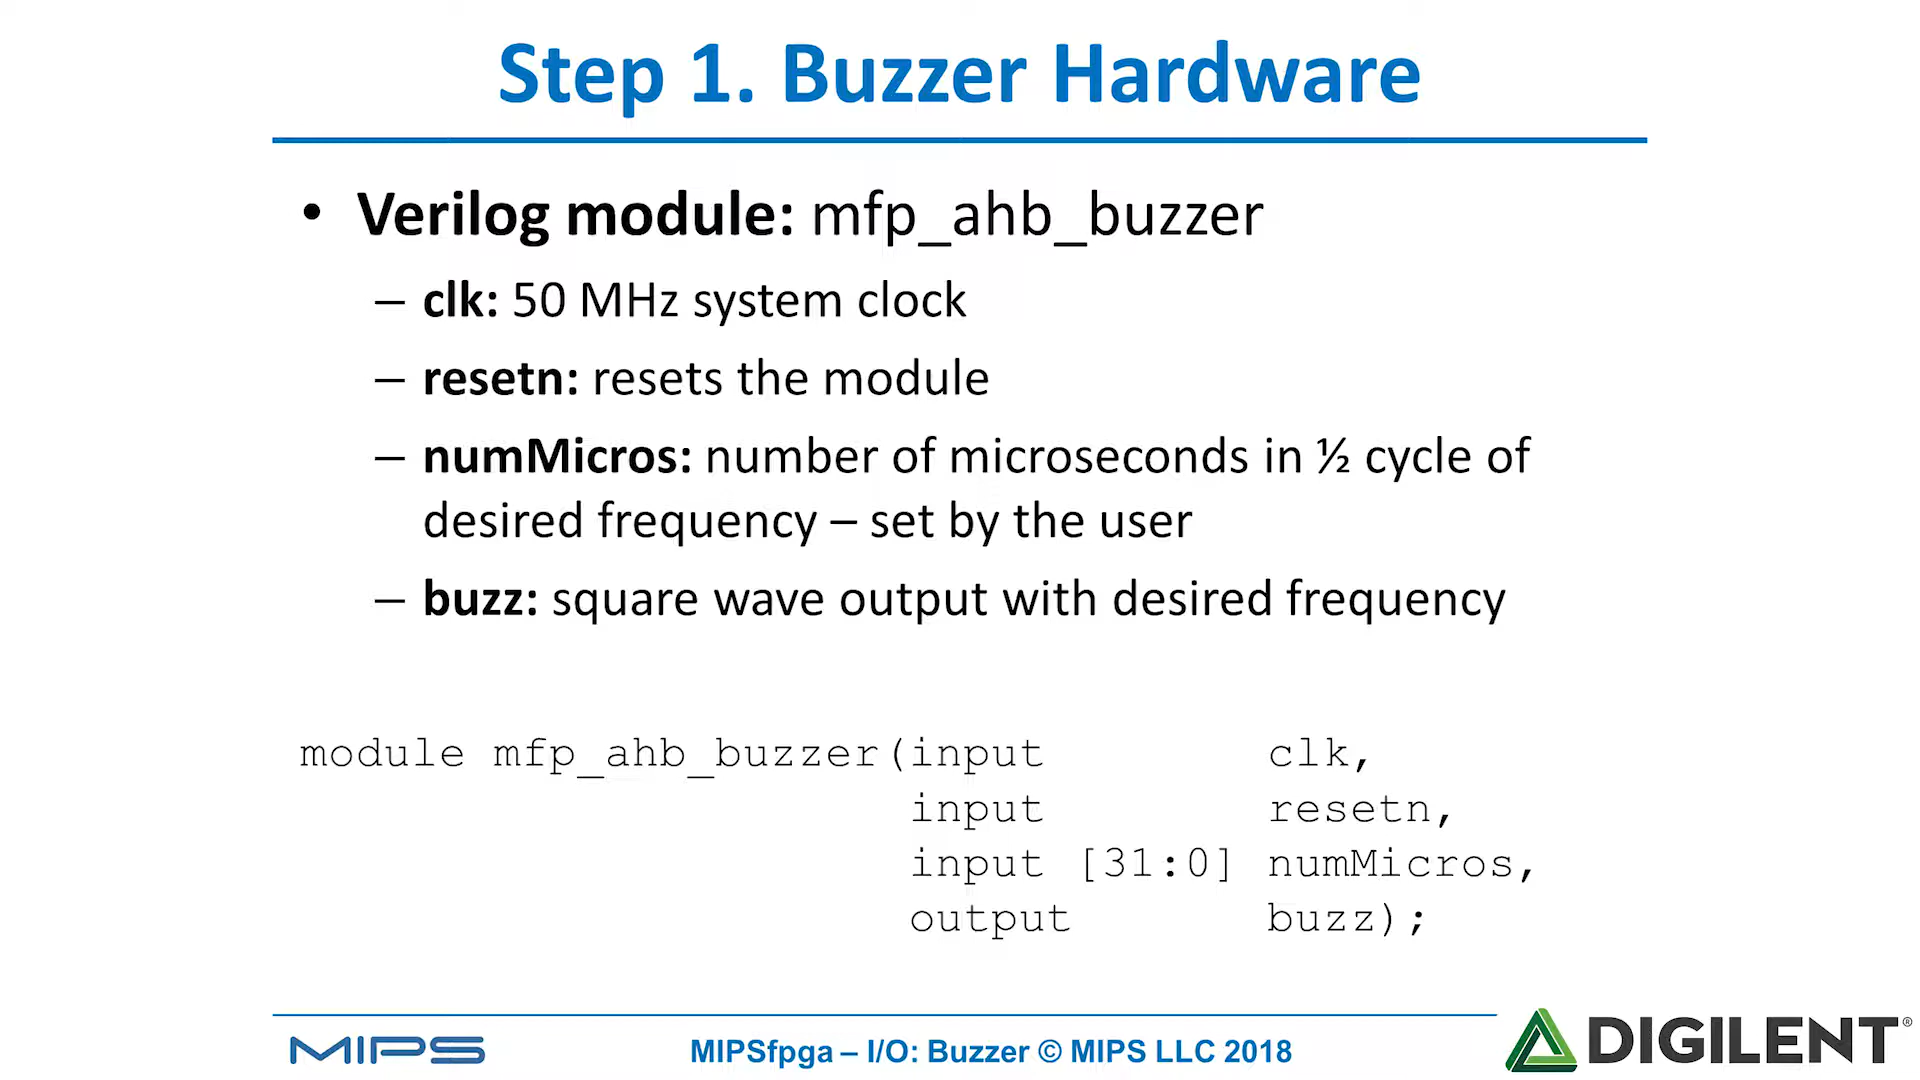 Step 1. Buzzer Hardware
• Verilog module: mfp_ahb_buzzer
– clk: 50 MHz system clock
– resetn: resets the module
– numMicros: number of microseconds in ½ cycle of
desired frequency – set by the user
– buzz: square wave output with desired frequency
module mfp_ahb_buzzer(input clk,
input resetn,
input [31:0] numMicros,
output buzz);
MIPS
MIPSfpga – I/O: Buzzer © MIPS LLC 2018
DIGILENT®